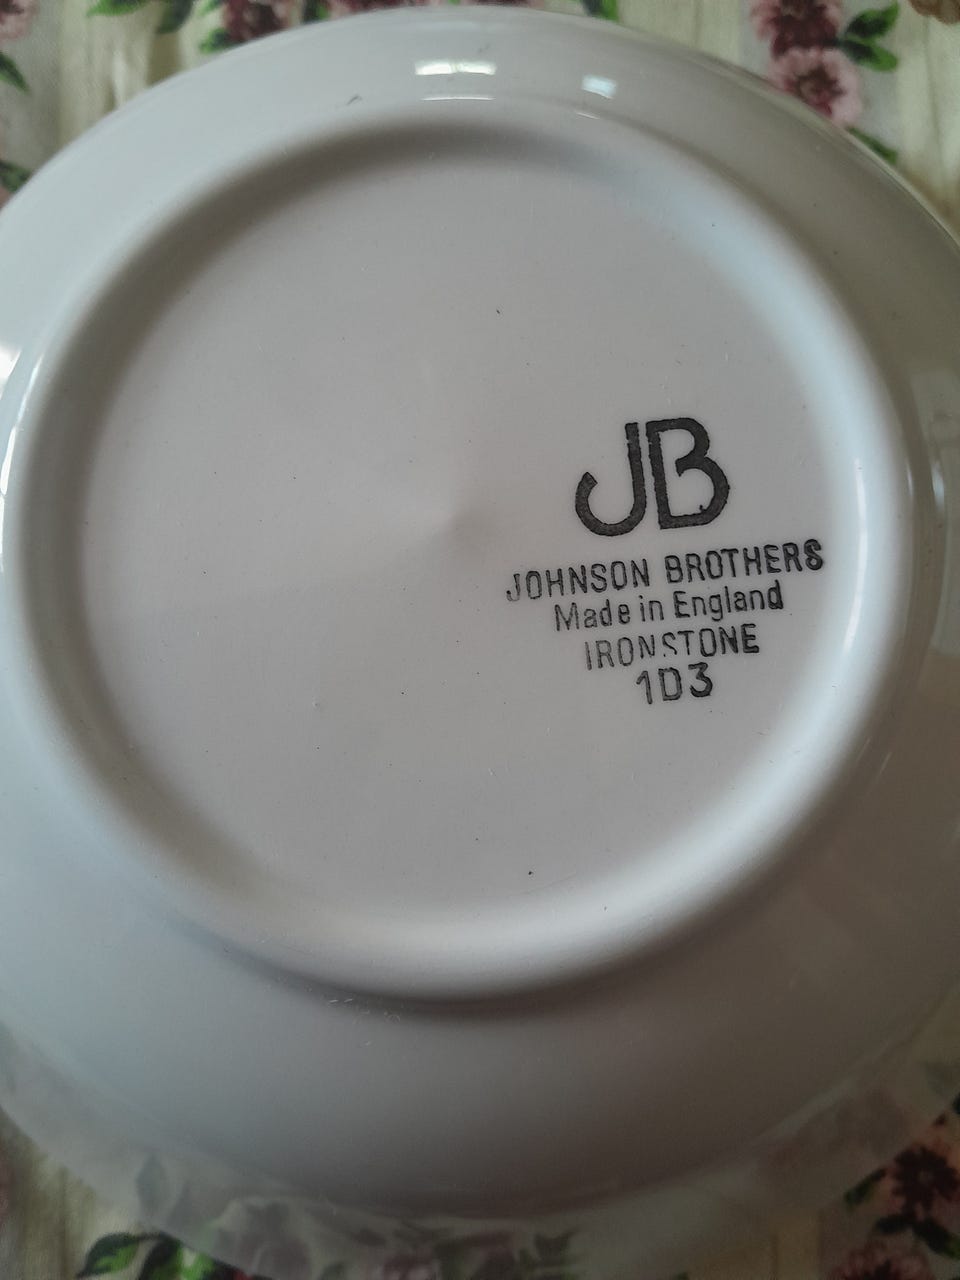 JB
JOHNSON BROTHERS
Made in England
IRONSTONE
1D3